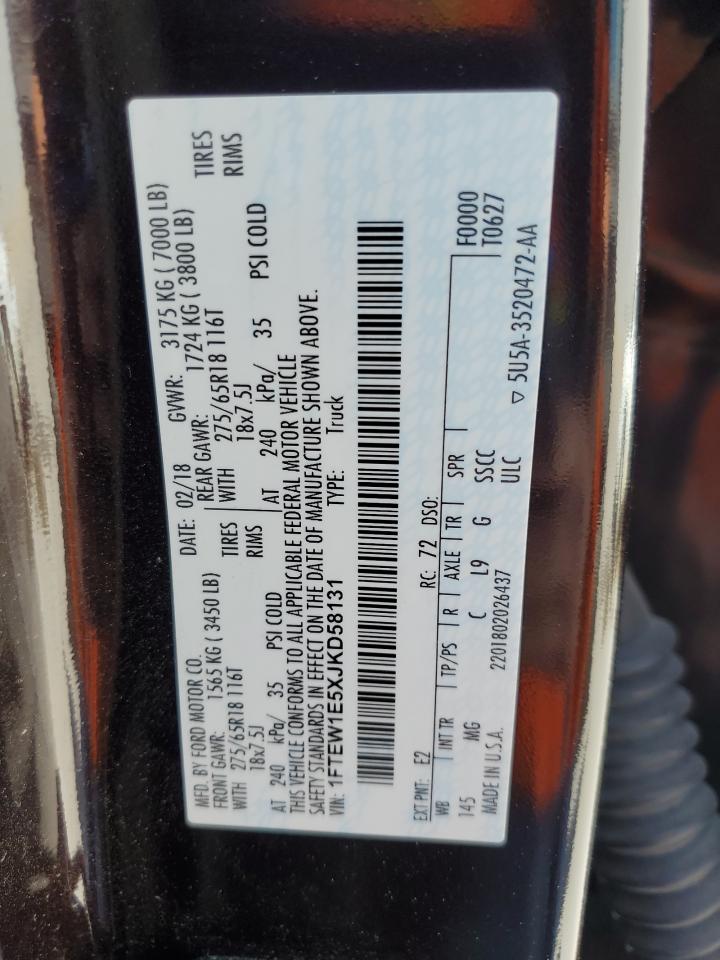 MFD. BY FORD MOTOR CO.
DATE: 02/18 GVWR: 3175 KG ( 7000 LB)
FRONT GAWR: 1565 KG ( 3450 LB) REAR GAWR: 1724 KG ( 3800 LB)
WITH 275/65R18 116T TIRES WITH 275/65R18 116T TIRES
18x7.5J RIMS 18x7.5J RIMS
AT 240 kPa/ 35 PSI COLD AT 240 kPa/ 35 PSI COLD
THIS VEHICLE CONFORMS TO ALL APPLICABLE FEDERAL MOTOR VEHICLE
SAFETY STANDARDS IN EFFECT ON THE DATE OF MANUFACTURE SHOWN ABOVE.
VIN: 1FTEW1E5XJKD58131 TYPE: Truck
EXT PNT: E2 RC: 72 DSO:
WB INT TR TP/PS R AXLE TR SPR F0000
145 MG C L9 G SSCC T0627
MADE IN U.S.A. 2201802026437 ULC ▽ 5U5A-3520472-AA